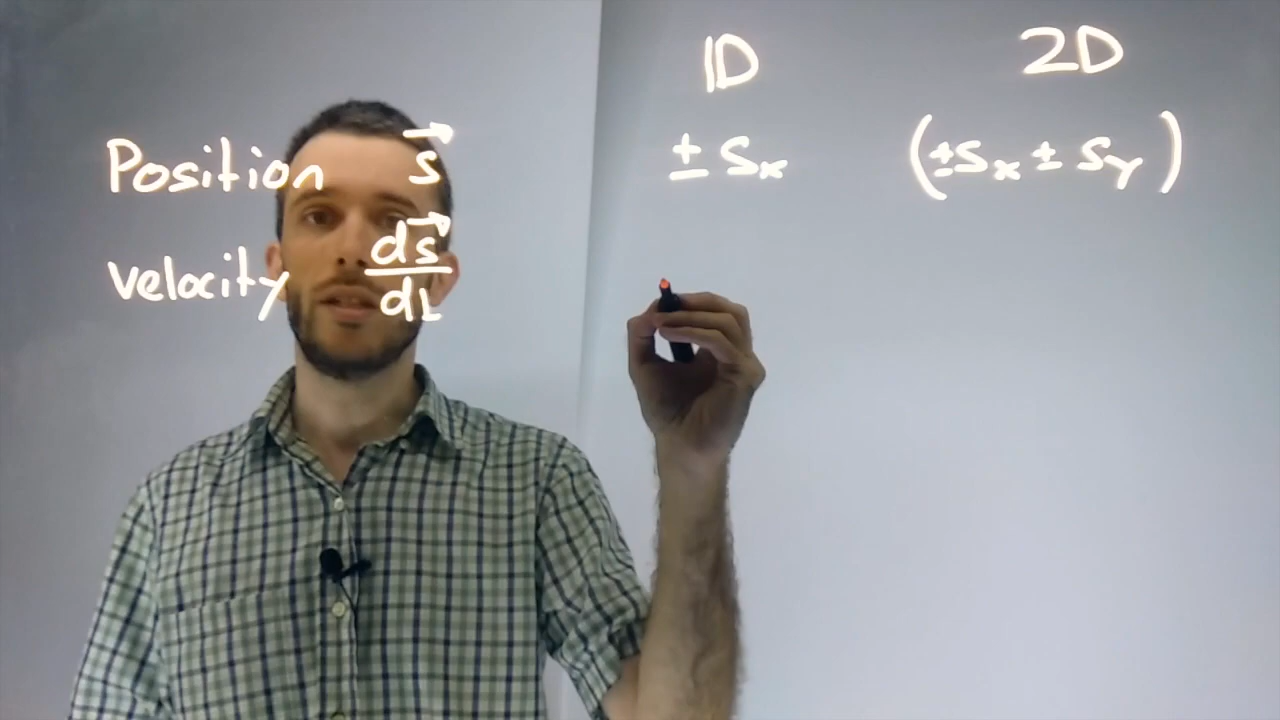 1D 2D
Position s⃗ ± Sx (±Sx ± Sy)
velocity ds⃗/dt